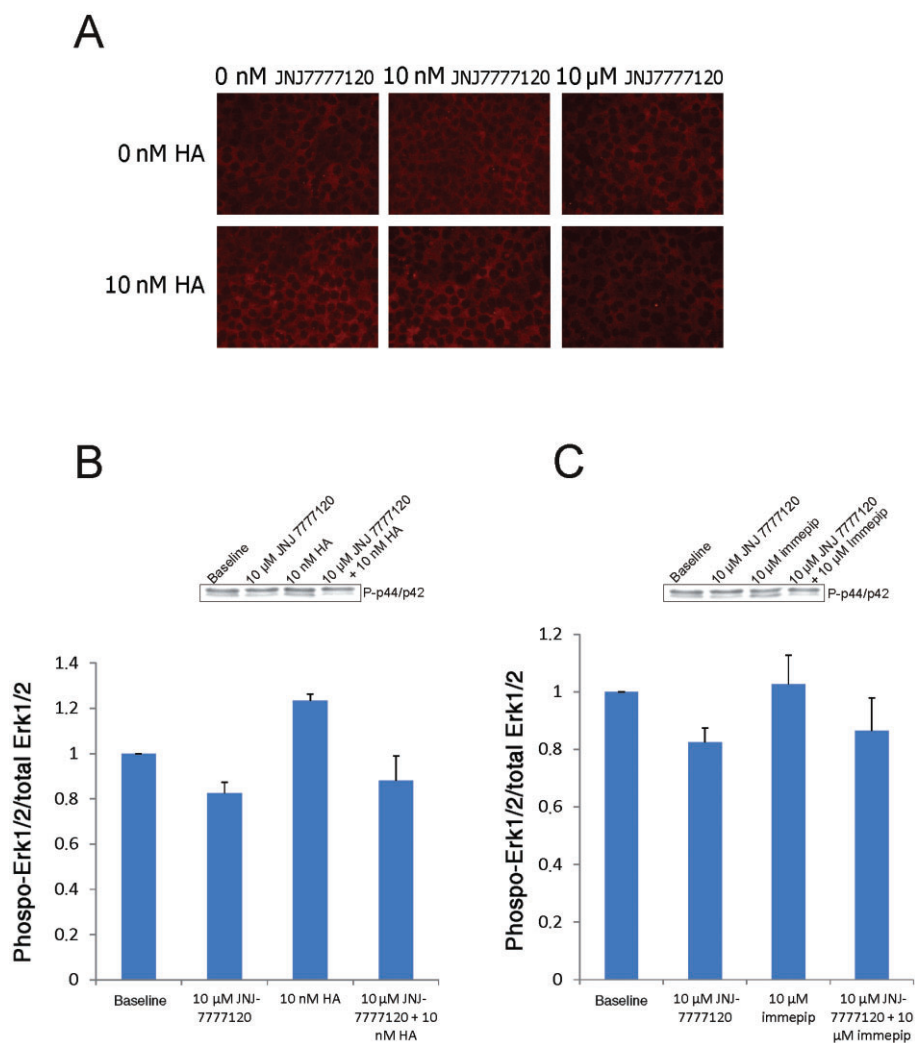 A
0 nM JNJ7777120 10 nM JNJ7777120 10 µM JNJ7777120
0 nM HA
10 nM HA
B
Baseline
10 µM JNJ 7777120
10 nM HA
10 µM JNJ 7777120
+ 10 nM HA
P-p44/p42
Phospo-Erk1/2/total Erk1/2
1.4
1.2
1
0.8
0.6
0.4
0.2
0
Baseline
10 µM JNJ-
7777120
10 nM HA
10 µM JNJ-
7777120 + 10
nM HA
C
Baseline
10 µM JNJ 7777120
10 µM immepip
10 µM JNJ 7777120
+ 10 µM Immepip
P-p44/p42
Phospo-Erk1/2/total Erk1/2
1.2
1
0.8
0.6
0.4
0.2
0
Baseline
10 µM JNJ-
7777120
10 µM
immepip
10 µM JNJ-
7777120 + 10
µM immepip